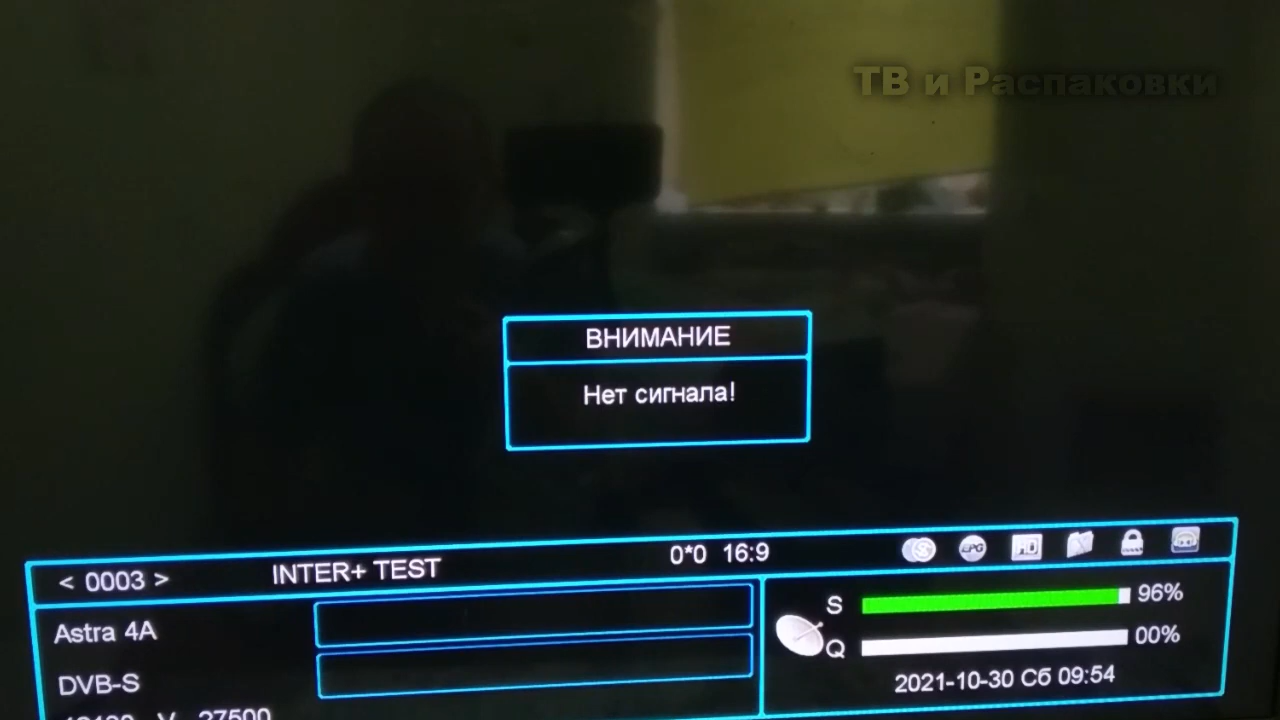 ТВ и Распаковки
ВНИМАНИЕ
Нет сигнала!
< 0003 >
INTER+ TEST
0*0 16:9
S
EPG
HD
Astra 4A
S 96%
Q 00%
DVB-S
2021-10-30 Сб 09:54
V 27500